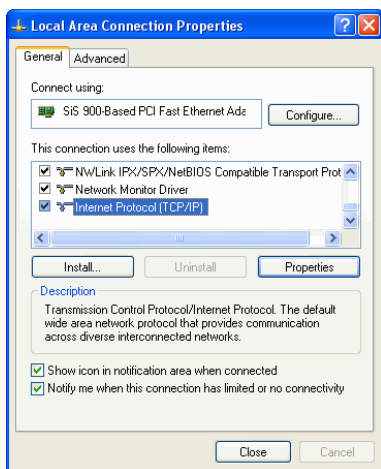 Local Area Connection Properties
General Advanced
Connect using:
SiS 900-Based PCI Fast Ethernet Ada
Configure...
This connection uses the following items:
NWLink IPX/SPX/NetBIOS Compatible Transport Prot
Network Monitor Driver
Internet Protocol (TCP/IP)
Install... Uninstall Properties
Description
Transmission Control Protocol/Internet Protocol. The default
wide area network protocol that provides communication
across diverse interconnected networks.
Show icon in notification area when connected
Notify me when this connection has limited or no connectivity
Close Cancel